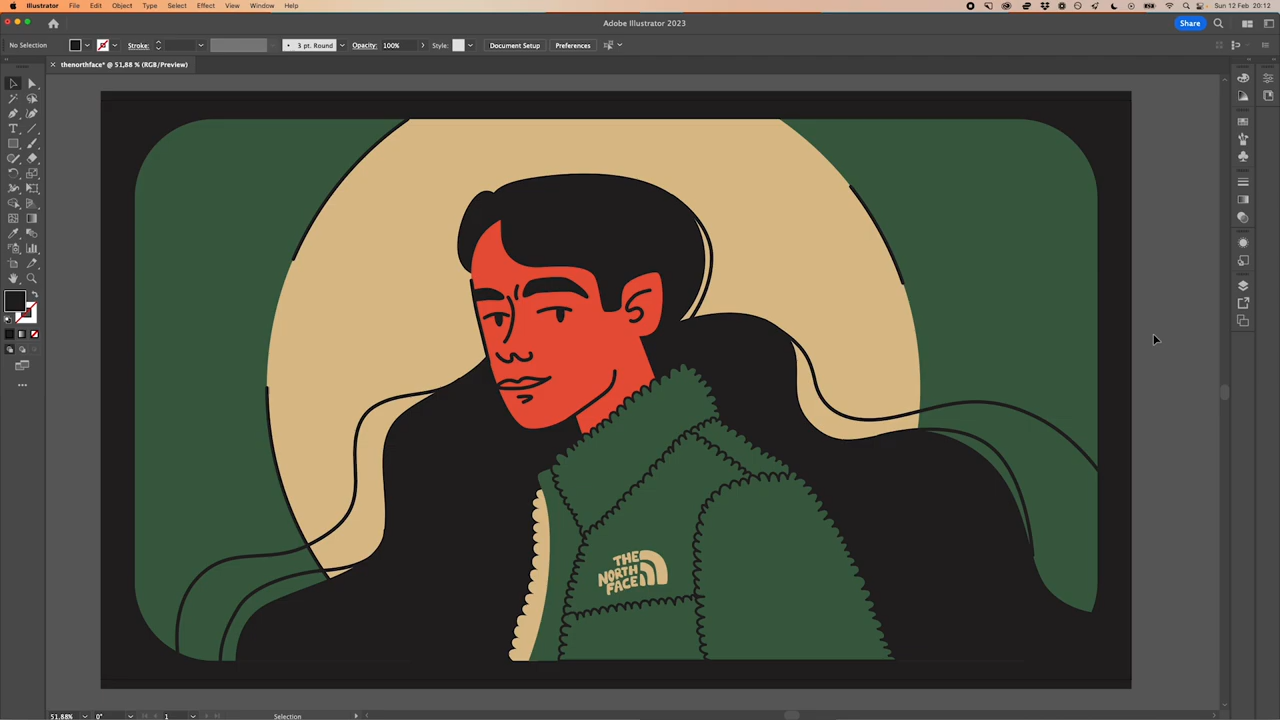 Illustrator File Edit Object Type Select Effect View Window Help Sun 12 Feb 20:12
Adobe Illustrator 2023 Share
No Selection Stroke: 3 pt. Round Opacity: 100% Style: Document Setup Preferences
× thenorthface* @ 51,88 % (RGB/Preview)
THE
NORTH
FACE
51,88% 0° 1 Selection